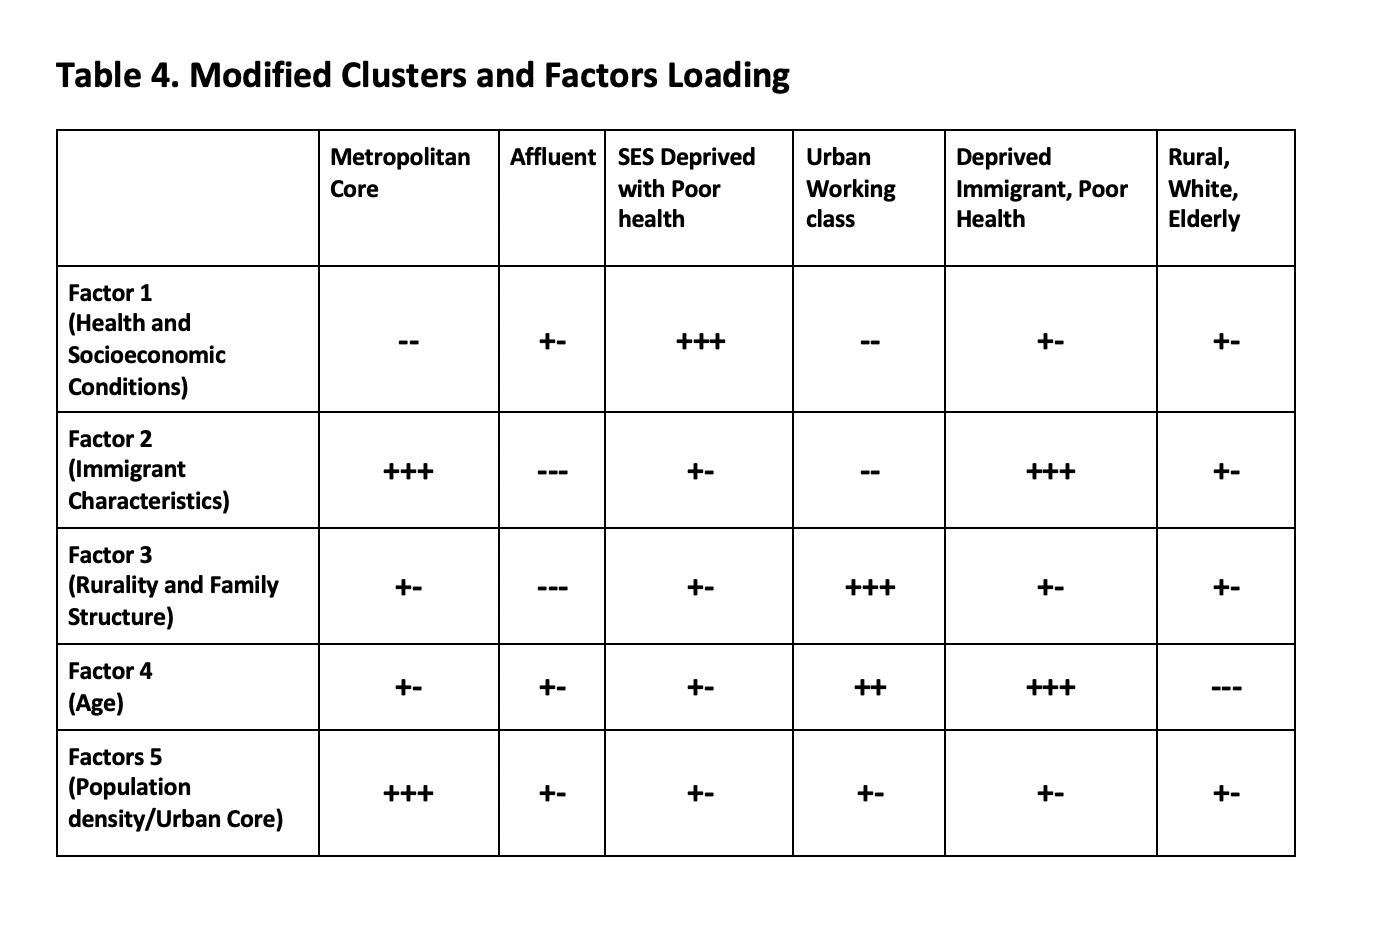 Table 4. Modified Clusters and Factors Loading
Metropolitan
Core
Affluent
SES Deprived
with Poor
health
Urban
Working
class
Deprived
Immigrant, Poor
Health
Rural,
White,
Elderly
Factor 1
(Health and
Socioeconomic
Conditions)
--
+-
+++
--
+-
+-
Factor 2
(Immigrant
Characteristics)
+++
---
+-
--
+++
+-
Factor 3
(Rurality and Family
Structure)
+-
---
+-
+++
+-
+-
Factor 4
(Age)
+-
+-
+-
++
+++
---
Factors 5
(Population
density/Urban Core)
+++
+-
+-
+-
+-
+-